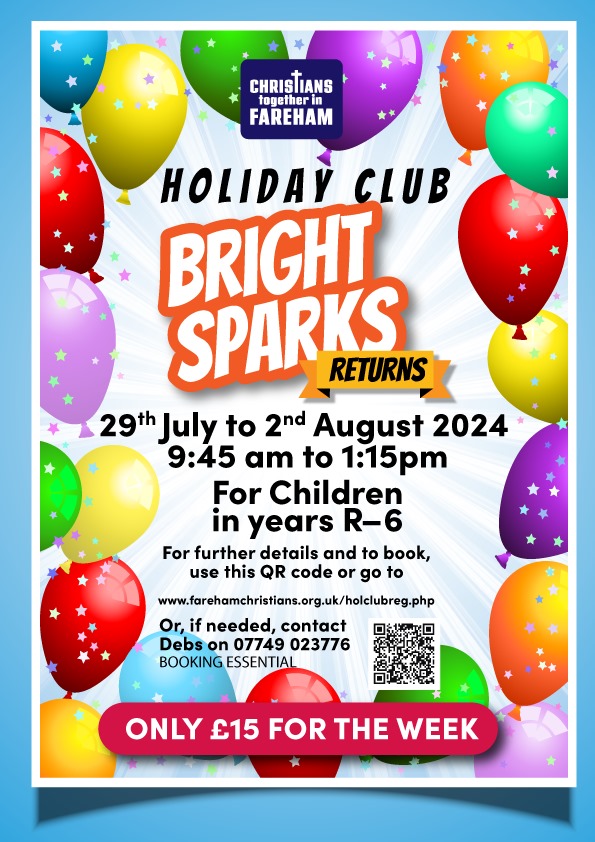 CHRISTIANS
together in
FAREHAM
HOLIDAY CLUB
BRIGHT
SPARKS
RETURNS
29th July to 2nd August 2024
9:45 am to 1:15pm
For Children
in years R–6
For further details and to book,
use this QR code or go to
www.farehamchristians.org.uk/holclubreg.php
Or, if needed, contact
Debs on 07749 023776
BOOKING ESSENTIAL
ONLY £15 FOR THE WEEK